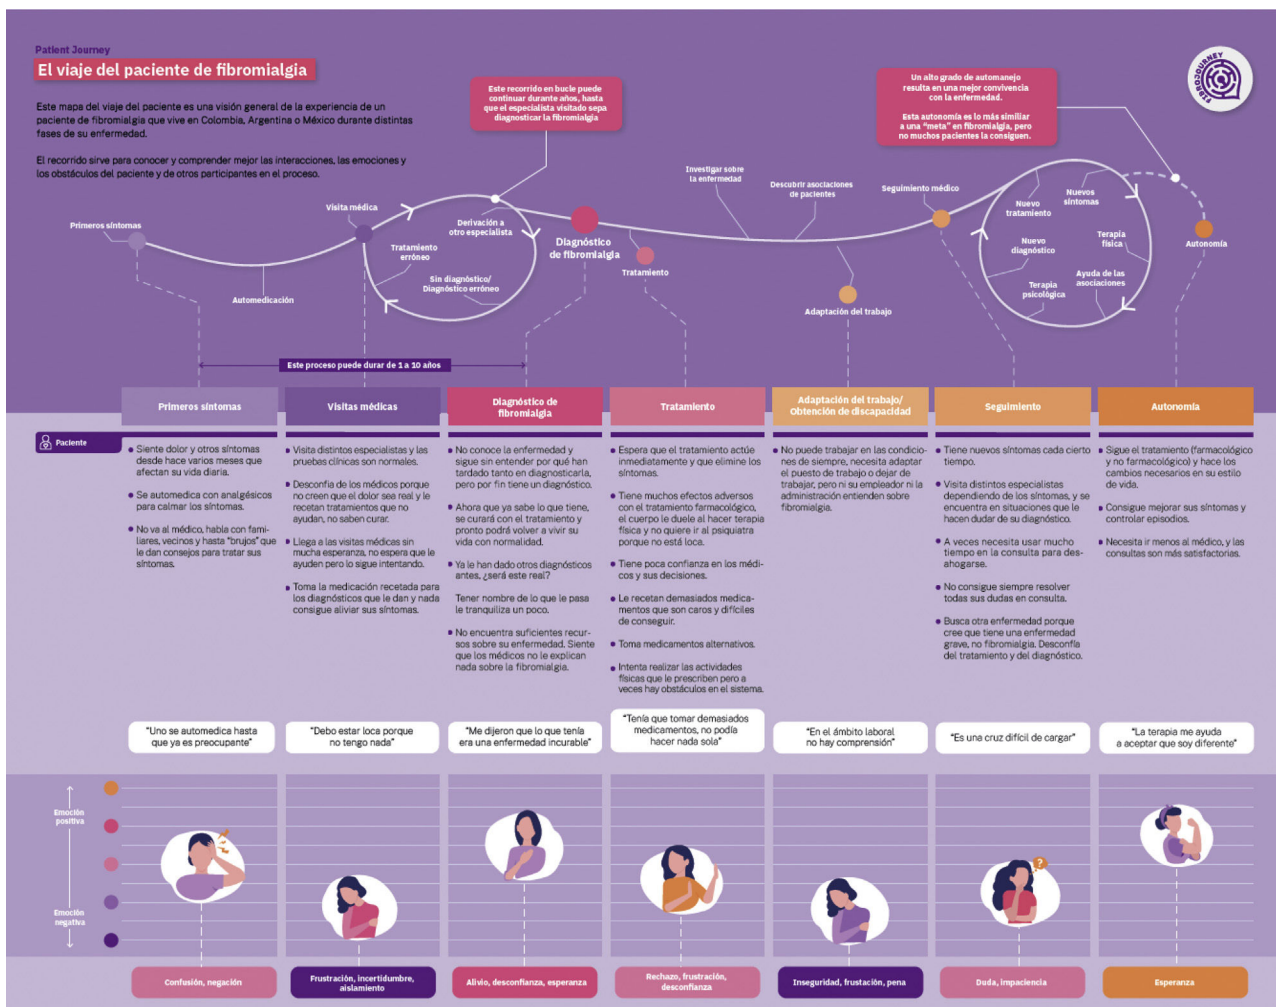 Patient Journey
El viaje del paciente de fibromialgia
Este mapa del viaje del paciente es una visión general de la experiencia de un
paciente de fibromialgia que vive en Colombia, Argentina o México durante distintas
fases de su enfermedad.
El recorrido sirve para conocer y comprender mejor las interacciones, las emociones y
los obstáculos del paciente y de otros participantes en el proceso.
Este recorrido en bucle puede
continuar durante años, hasta
que el especialista visitado sepa
diagnosticar la fibromialgia
Un alto grado de automanejo
resulta en una mejor convivencia
con la enfermedad.
Esta autonomía es lo más similiar
a una "meta" en fibromialgia, pero
no muchos pacientes la consiguen.
FIBROJOURNEY
Primeros síntomas
Automedicación
Visita médica
Derivación a
otro especialista
Tratamiento
erróneo
Sin diagnóstico/
Diagnóstico erróneo
Diagnóstico
de fibromialgia
Tratamiento
Investigar sobre
la enfermedad
Descubrir asociaciones
de pacientes
Adaptación del trabajo
Seguimiento médico
Nuevo
tratamiento
Nuevos
síntomas
Nuevo
diagnóstico
Terapia
física
Terapia
psicológica
Ayuda de las
asociaciones
Autonomía
Este proceso puede durar de 1 a 10 años
Primeros síntomas
Visitas médicas
Diagnóstico de
fibromialgia
Tratamiento
Adaptación del trabajo/
Obtención de discapacidad
Seguimiento
Autonomía
Paciente
Siente dolor y otros síntomas
desde hace varios meses que
afectan su vida diaria.
Se automedica con analgésicos
para calmar los síntomas.
No va al médico, habla con fami-
liares, vecinos y hasta "brujos" que
le dan consejos para tratar sus
síntomas.
Visita distintos especialistas y las
pruebas clínicas son normales.
Desconfia de los médicos porque
no creen que el dolor sea real y le
recetan tratamientos que no
ayudan, no saben curar.
Llega a las visitas médicas sin
mucha esperanza, no espera que le
ayuden pero lo sigue intentando.
Toma la medicación recetada para
los diagnósticos que le dan y nada
consigue aliviar sus síntomas.
No conoce la enfermedad y
sigue sin entender por qué han
tardado tanto en diagnosticarla,
pero por fin tiene un diagnóstico.
Ahora que ya sabe lo que tiene,
se curará con el tratamiento y
pronto podrá volver a vivir su
vida con normalidad.
Ya le han dado otros diagnósticos
antes, ¿será este real?
Tener nombre de lo que le pasa
le tranquiliza un poco.
No encuentra suficientes recur-
sos sobre su enfermedad. Siente
que los médicos no le explican
nada sobre la fibromialgia.
Espera que el tratamiento actúe
inmediatamente y que elimine los
síntomas.
Tiene muchos efectos adversos
con el tratamiento farmacológico,
el cuerpo le duele al hacer terapia
física y no quiere ir al psiquiatra
porque no está loca.
Tiene poca confianza en los médi-
cos y sus decisiones.
Le recetan demasiados medica-
mentos que son caros y difíciles
de conseguir.
Toma medicamentos alternativos.
Intenta realizar las actividades
físicas que le prescriben pero a
veces hay obstáculos en el sistema.
No puede trabajar en las condicio-
nes de siempre, necesita adaptar
el puesto de trabajo o dejar de
trabajar, pero ni su empleador ni la
administración entienden sobre
fibromialgia.
Tiene nuevos síntomas cada cierto
tiempo.
Visita distintos especialistas
dependiendo de los síntomas, y se
encuentra en situaciones que le
hacen dudar de su diagnóstico.
A veces necesita usar mucho
tiempo en la consulta para des-
ahogarse.
No consigue siempre resolver
todas sus dudas en consulta.
Busca otra enfermedad porque
cree que tiene una enfermedad
grave, no fibromialgia. Desconfía
del tratamiento y del diagnóstico.
Sigue el tratamiento (farmacológico
y no farmacológico) y hace los
cambios necesarios en su estilo
de vida.
Consigue mejorar sus síntomas y
controlar episodios.
Necesita ir menos al médico, y las
consultas son más satisfactorias.
"Uno se automedica hasta
que ya es preocupante"
"Debo estar loca porque
no tengo nada"
"Me dijeron que lo que tenía
era una enfermedad incurable"
"Tenía que tomar demasiados
medicamentos, no podía
hacer nada sola"
"En el ámbito laboral
no hay comprensión"
"Es una cruz difícil de cargar"
"La terapia me ayuda
a aceptar que soy diferente"
Emoción
positiva
Emoción
negativa
?
Confusión, negación
Frustración, incertidumbre,
aislamiento
Alivio, desconfianza, esperanza
Rechazo, frustración,
desconfianza
Inseguridad, frustación, pena
Duda, impaciencia
Esperanza